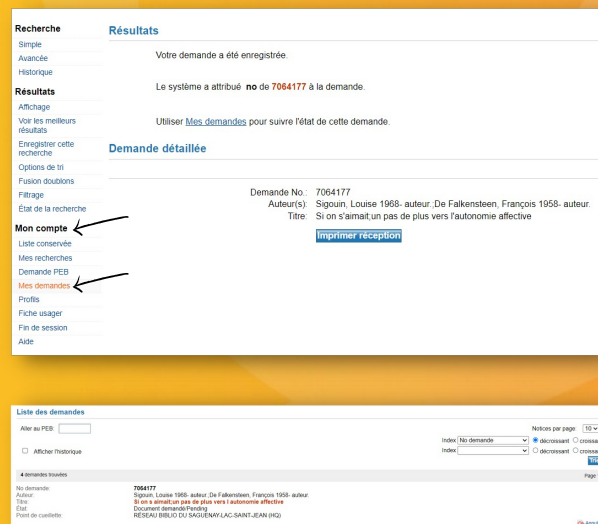 Recherche
Simple
Avancée
Historique
Résultats
Affichage
Voir les meilleurs
résultats
Enregistrer cette
recherche
Options de tri
Fusion doublons
Filtrage
État de la recherche
Mon compte
Liste conservée
Mes recherches
Demande PEB
Mes demandes
Profils
Fiche usager
Fin de session
Aide
Résultats
Votre demande a été enregistrée.
Le système a attribué no de 7064177 à la demande.
Utiliser Mes demandes pour suivre l'état de cette demande.
Demande détaillée
Demande No.: 7064177
Auteur(s): Sigouin, Louise 1968- auteur.;De Falkensteen, François 1958- auteur.
Titre: Si on s'aimait;un pas de plus vers l'autonomie affective
Imprimer réception
Liste des demandes
Aller au PEB: Notices par page: 10
Index No demande décroissant croissa
Afficher l'historique Index décroissant croissa
Trie
4 demandes trouvées Page
No demande: 7064177
Auteur: Sigouin, Louise 1968- auteur.;De Falkensteen, François 1958- auteur.
Titre: Si on s aimait;un pas de plus vers l autonomie affective
État: Document demandé/Pending
Point de cueillette: RÉSEAU BIBLIO DU SAGUENAY-LAC-SAINT-JEAN (HQ)